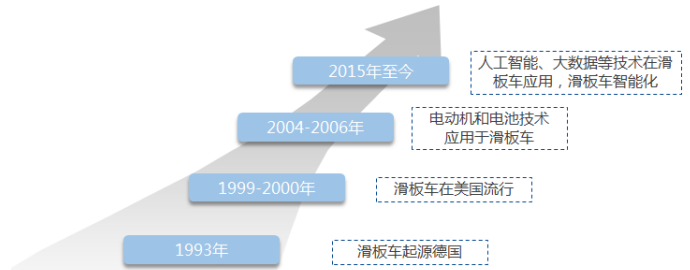 2015年至今
人工智能、大数据等技术在滑
板车应用，滑板车智能化
2004-2006年
电动机和电池技术
应用于滑板车
1999-2000年
滑板车在美国流行
1993年
滑板车起源德国